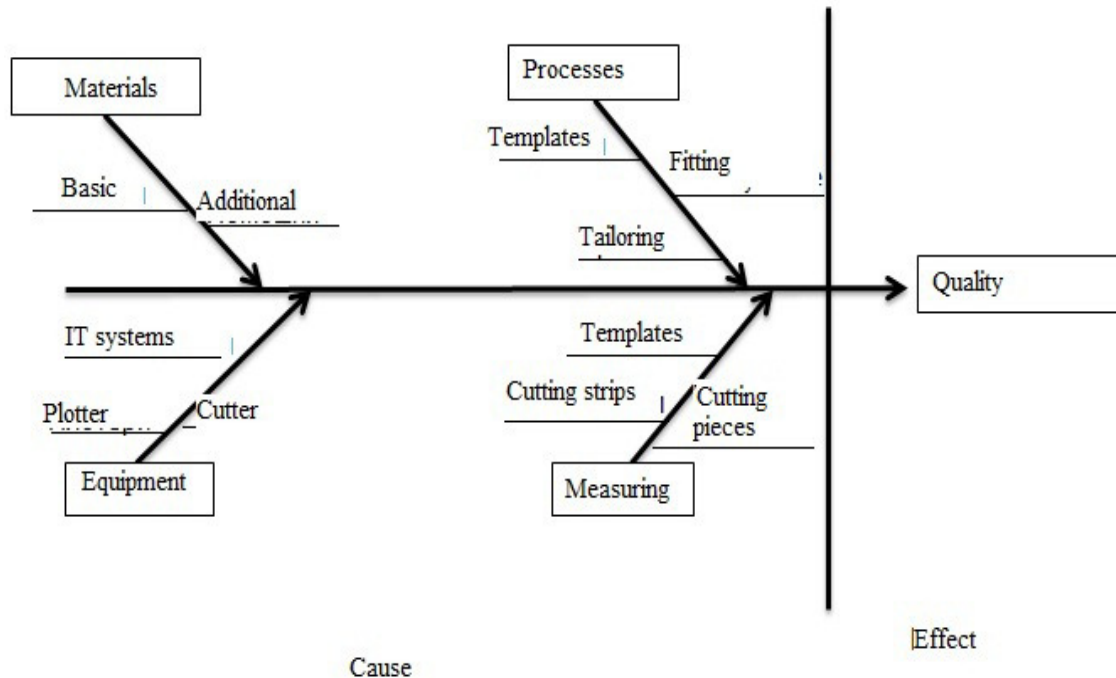 Materials
Processes
Templates
Fitting
Basic
Additional
Tailoring
Quality
IT systems
Templates
Cutting strips
Cutting
pieces
Plotter
Cutter
Equipment
Measuring
Effect
Cause